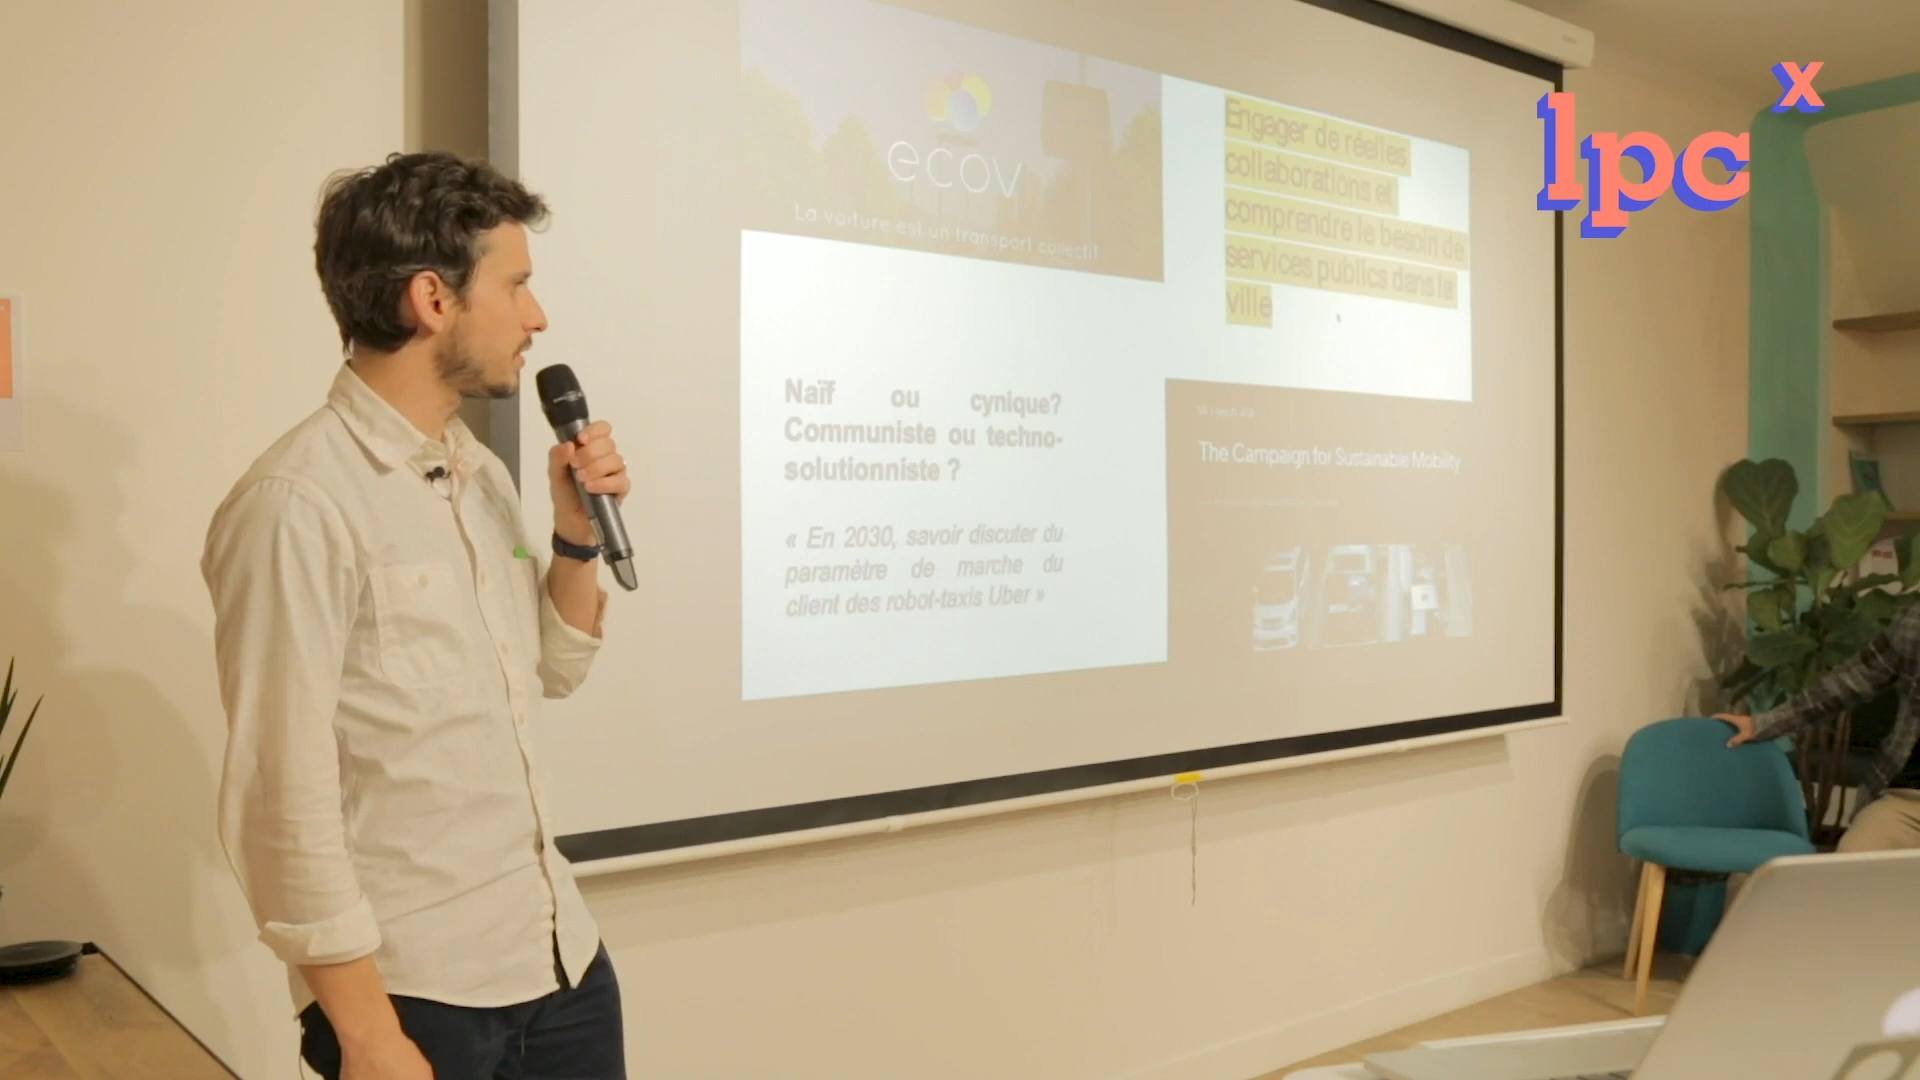 ecov
La voiture est un transport collectif
Engager de réelles
collaborations et
comprendre le besoin de
services publics dans la
ville
Naïf ou cynique?
Communiste ou techno-
solutionniste ?
« En 2030, savoir discuter du
paramètre de marche du
client des robot-taxis Uber »
The Campaign for Sustainable Mobility
lpc x